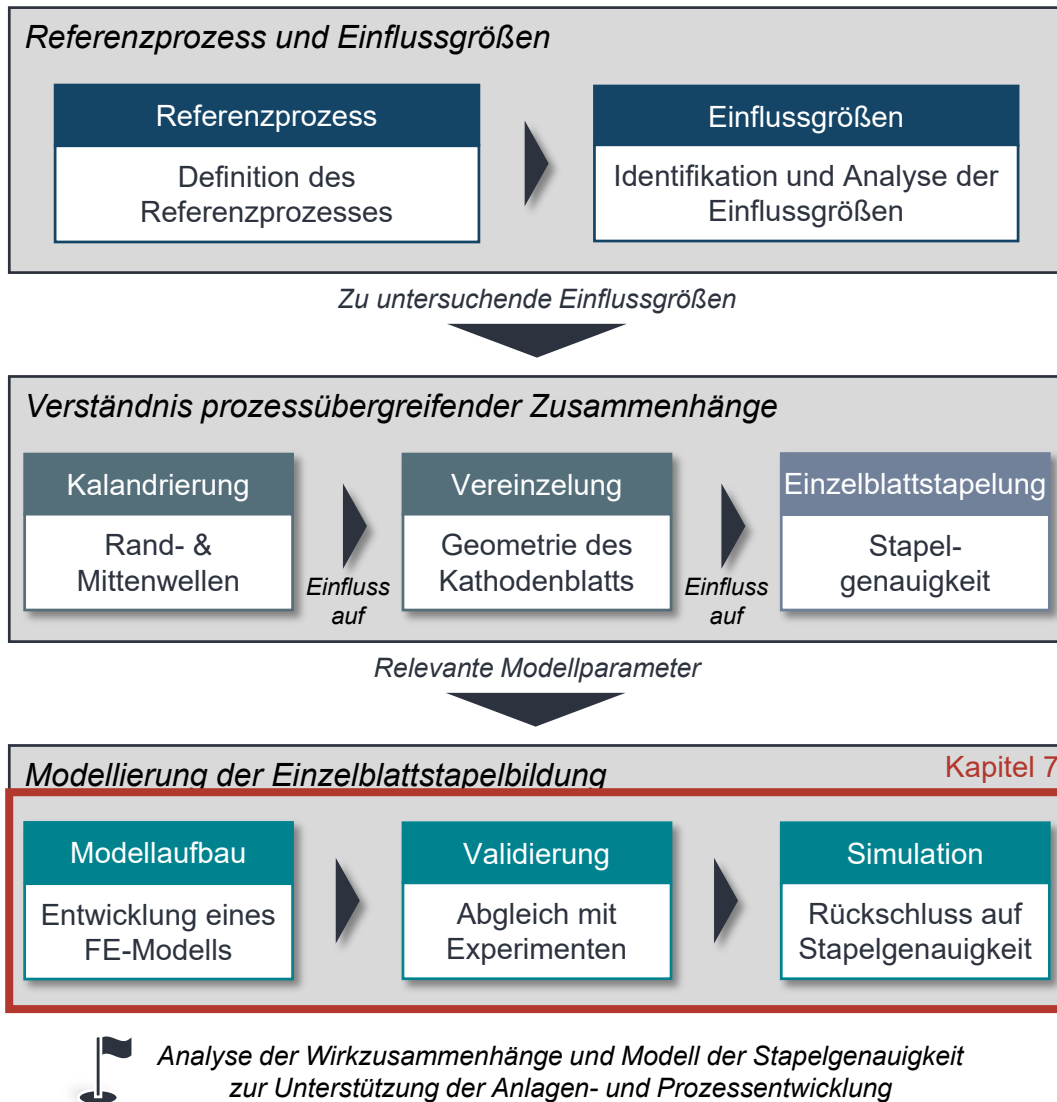 Referenzprozess und Einflussgrößen
Referenzprozess
Definition des
Referenzprozesses
Einflussgrößen
Identifikation und Analyse der
Einflussgrößen
Zu untersuchende Einflussgrößen
Verständnis prozessübergreifender Zusammenhänge
Kalandrierung
Rand- &
Mittenwellen
Einfluss
auf
Vereinzelung
Geometrie des
Kathodenblatts
Einfluss
auf
Einzelblattstapelung
Stapel-
genauigkeit
Relevante Modellparameter
Modellierung der Einzelblattstapelbildung
Kapitel 7
Modellaufbau
Entwicklung eines
FE-Modells
Validierung
Abgleich mit
Experimenten
Simulation
Rückschluss auf
Stapelgenauigkeit
Analyse der Wirkzusammenhänge und Modell der Stapelgenauigkeit
zur Unterstützung der Anlagen- und Prozessentwicklung